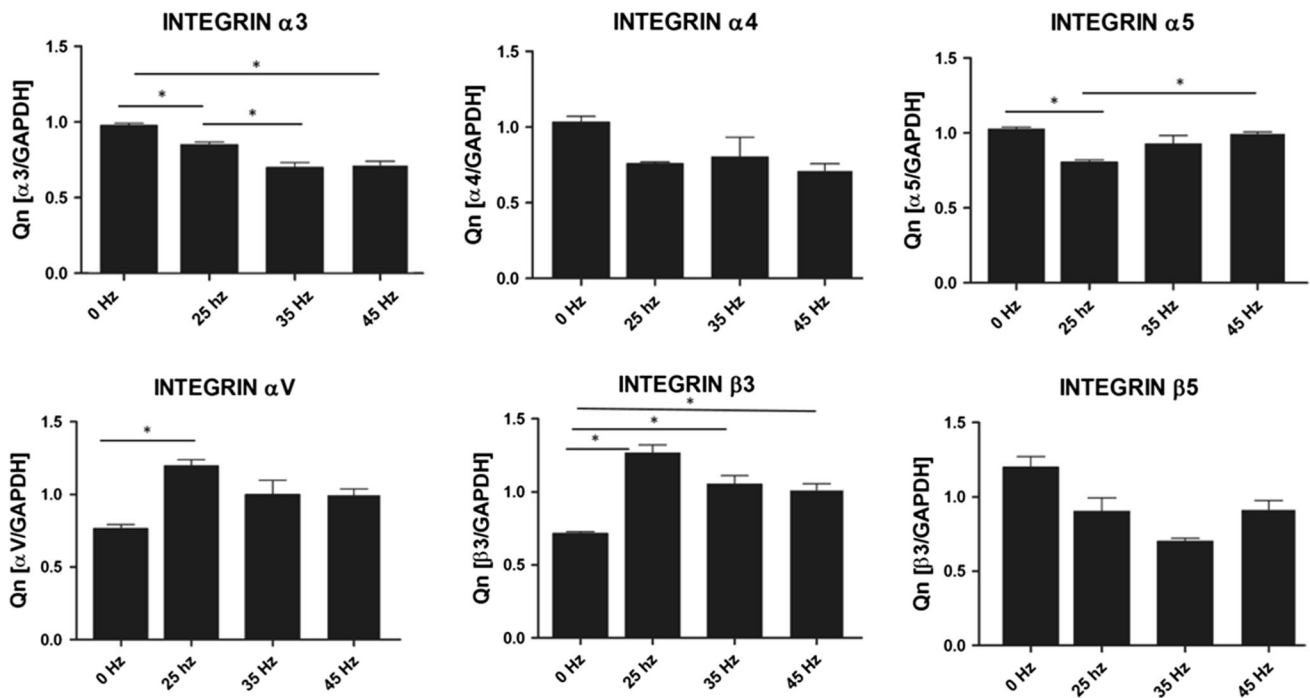 INTEGRIN α3
Qn [α3/GAPDH]
1.5
1.0
0.5
0.0
*
*
*
0 Hz
25 hz
35 Hz
45 Hz
INTEGRIN α4
Qn [α4/GAPDH]
1.5
1.0
0.5
0.0
0 Hz
25 hz
35 Hz
45 Hz
INTEGRIN α5
Qn [α5/GAPDH]
1.5
1.0
0.5
0.0
*
*
0 Hz
25 hz
35 Hz
45 Hz
INTEGRIN αV
Qn [αV/GAPDH]
1.5
1.0
0.5
0.0
*
0 Hz
25 hz
35 Hz
45 Hz
INTEGRIN β3
Qn [β3/GAPDH]
1.5
1.0
0.5
0.0
*
*
*
0 Hz
25 hz
35 Hz
45 Hz
INTEGRIN β5
Qn [β3/GAPDH]
1.5
1.0
0.5
0.0
0 Hz
25 hz
35 Hz
45 Hz